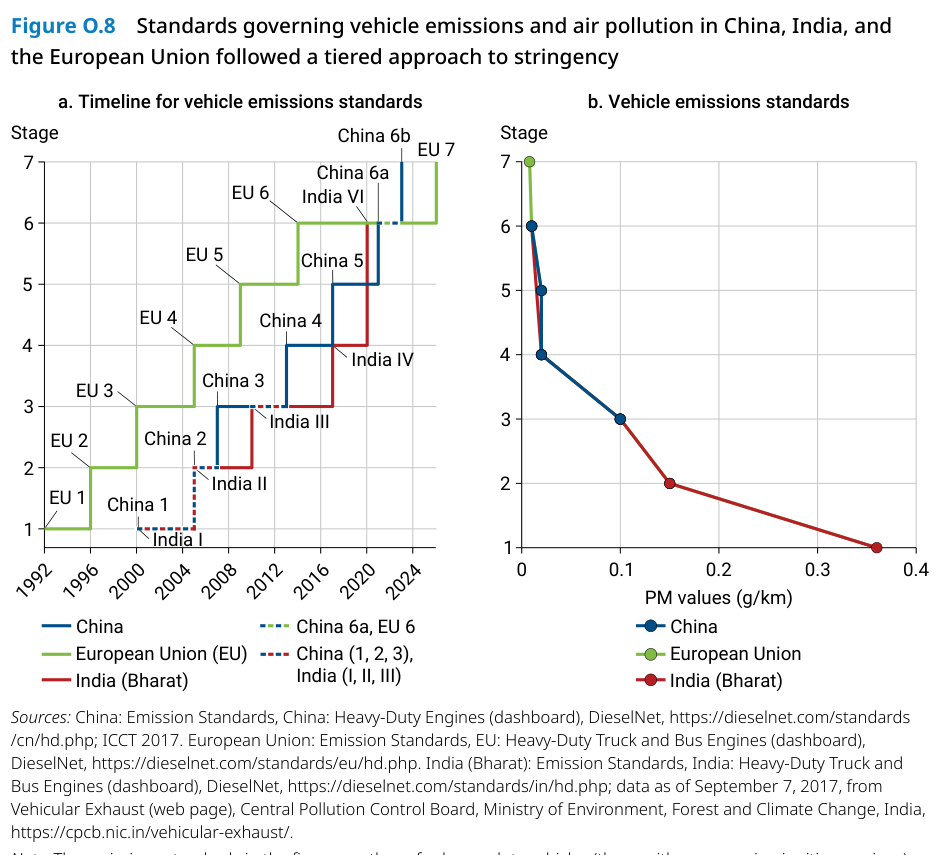 Figure O.8 Standards governing vehicle emissions and air pollution in China, India, and
the European Union followed a tiered approach to stringency
a. Timeline for vehicle emissions standards
Stage
7
6
5
4
3
2
1
China 6b
EU 7
China 6a
India VI
EU 6
EU 5
China 5
EU 4
China 4
India IV
China 3
EU 3
India III
China 2
EU 2
India II
EU 1
China 1
India I
1992
1996
2000
2004
2008
2012
2016
2020
2024
China
European Union (EU)
India (Bharat)
China 6a, EU 6
China (1, 2, 3),
India (I, II, III)
b. Vehicle emissions standards
Stage
7
6
5
4
3
2
1
0
0.1
0.2
0.3
0.4
PM values (g/km)
China
European Union
India (Bharat)
Sources: China: Emission Standards, China: Heavy-Duty Engines (dashboard), DieselNet, https://dieselnet.com/standards
/cn/hd.php; ICCT 2017. European Union: Emission Standards, EU: Heavy-Duty Truck and Bus Engines (dashboard),
DieselNet, https://dieselnet.com/standards/eu/hd.php. India (Bharat): Emission Standards, India: Heavy-Duty Truck and
Bus Engines (dashboard), DieselNet, https://dieselnet.com/standards/in/hd.php; data as of September 7, 2017, from
Vehicular Exhaust (web page), Central Pollution Control Board, Ministry of Environment, Forest and Climate Change, India,
https://cpcb.nic.in/vehicular-exhaust/.